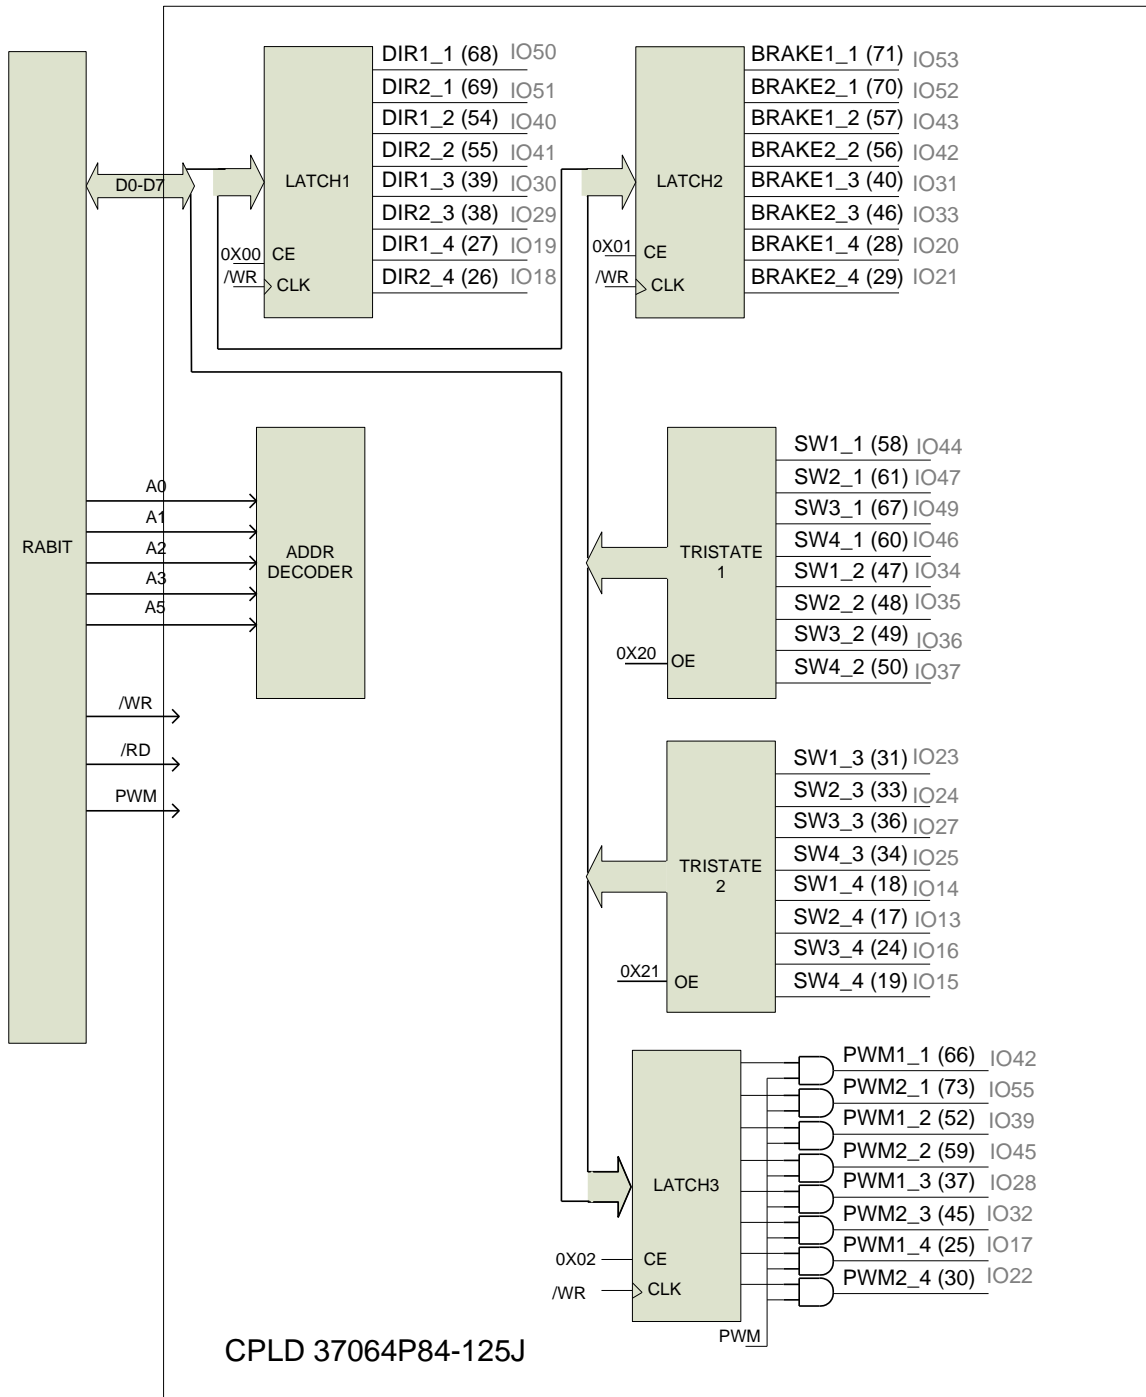 DIR1_1 (68) IO50
DIR2_1 (69) IO51
DIR1_2 (54) IO40
DIR2_2 (55) IO41
DIR1_3 (39) IO30
DIR2_3 (38) IO29
DIR1_4 (27) IO19
DIR2_4 (26) IO18
LATCH1
0X00 CE
/WR CLK
BRAKE1_1 (71) IO53
BRAKE2_1 (70) IO52
BRAKE1_2 (57) IO43
BRAKE2_2 (56) IO42
BRAKE1_3 (40) IO31
BRAKE2_3 (46) IO33
BRAKE1_4 (28) IO20
BRAKE2_4 (29) IO21
LATCH2
0X01 CE
/WR CLK
D0-D7
RABIT
A0
A1
A2
A3
A5
ADDR
DECODER
/WR
/RD
PWM
SW1_1 (58) IO44
SW2_1 (61) IO47
SW3_1 (67) IO49
SW4_1 (60) IO46
SW1_2 (47) IO34
SW2_2 (48) IO35
SW3_2 (49) IO36
SW4_2 (50) IO37
TRISTATE
1
0X20 OE
SW1_3 (31) IO23
SW2_3 (33) IO24
SW3_3 (36) IO27
SW4_3 (34) IO25
SW1_4 (18) IO14
SW2_4 (17) IO13
SW3_4 (24) IO16
SW4_4 (19) IO15
TRISTATE
2
0X21 OE
PWM1_1 (66) IO42
PWM2_1 (73) IO55
PWM1_2 (52) IO39
PWM2_2 (59) IO45
PWM1_3 (37) IO28
PWM2_3 (45) IO32
PWM1_4 (25) IO17
PWM2_4 (30) IO22
LATCH3
0X02 CE
/WR CLK
PWM
CPLD 37064P84-125J